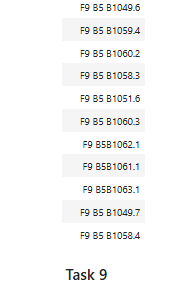 F9 B5 B1049.6
F9 B5 B1059.4
F9 B5 B1060.2
F9 B5 B1058.3
F9 B5 B1051.6
F9 B5 B1060.3
F9 B5B1062.1
F9 B5B1061.1
F9 B5B1063.1
F9 B5 B1049.7
F9 B5 B1058.4
Task 9